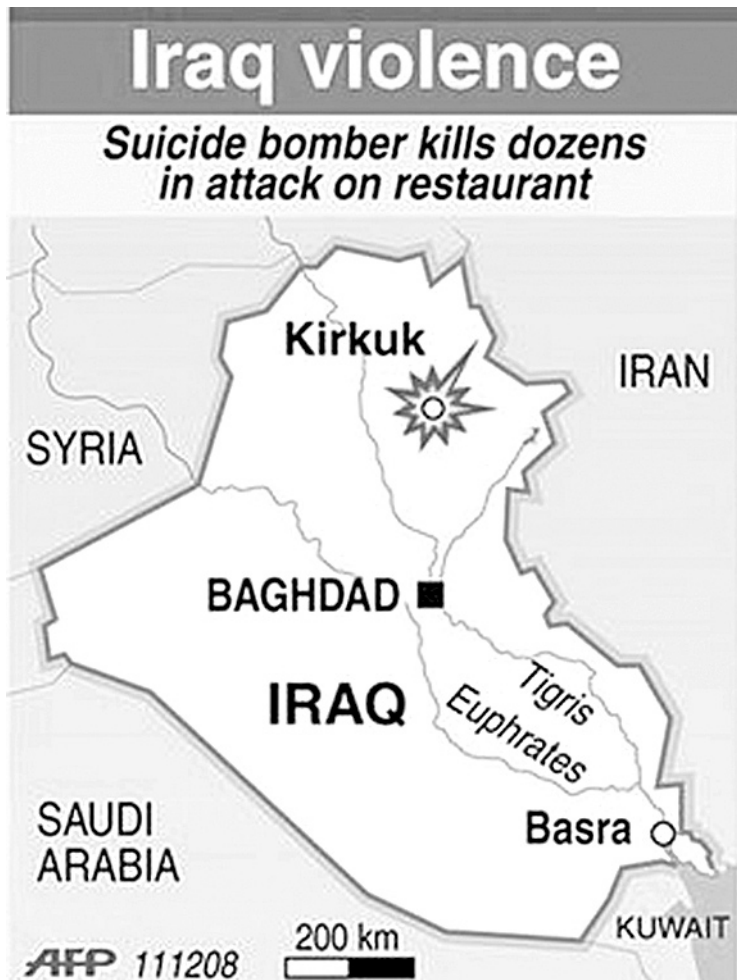 Iraq violence
Suicide bomber kills dozens
in attack on restaurant
Kirkuk
IRAN
SYRIA
BAGHDAD
IRAQ
Tigris
Euphrates
SAUDI
ARABIA
Basra
KUWAIT
200 km
AFP 111208